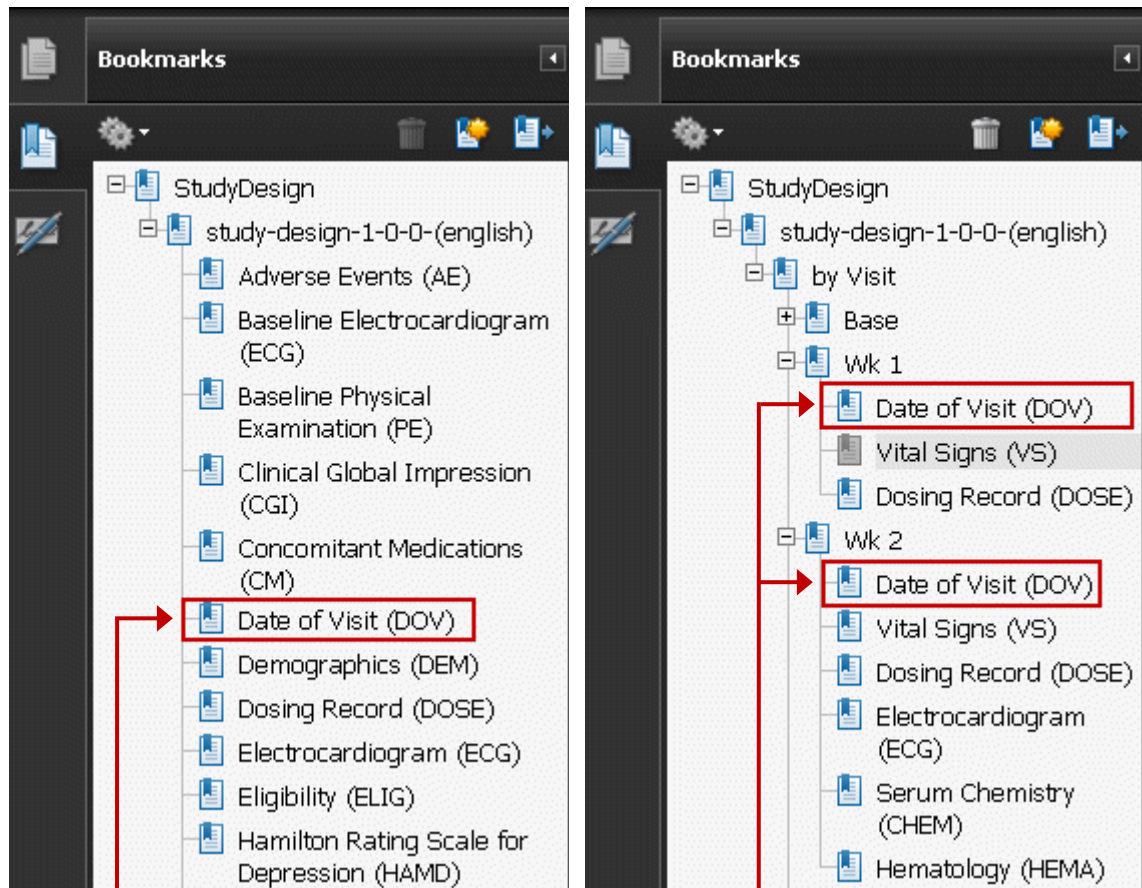 Bookmarks
StudyDesign
study-design-1-0-0-(english)
Adverse Events (AE)
Baseline Electrocardiogram
(ECG)
Baseline Physical
Examination (PE)
Clinical Global Impression
(CGI)
Concomitant Medications
(CM)
Date of Visit (DOV)
Demographics (DEM)
Dosing Record (DOSE)
Electrocardiogram (ECG)
Eligibility (ELIG)
Hamilton Rating Scale for
Depression (HAMD)
Bookmarks
StudyDesign
study-design-1-0-0-(english)
by Visit
Base
Wk 1
Date of Visit (DOV)
Vital Signs (VS)
Dosing Record (DOSE)
Wk 2
Date of Visit (DOV)
Vital Signs (VS)
Dosing Record (DOSE)
Electrocardiogram
(ECG)
Serum Chemistry
(CHEM)
Hematology (HEMA)